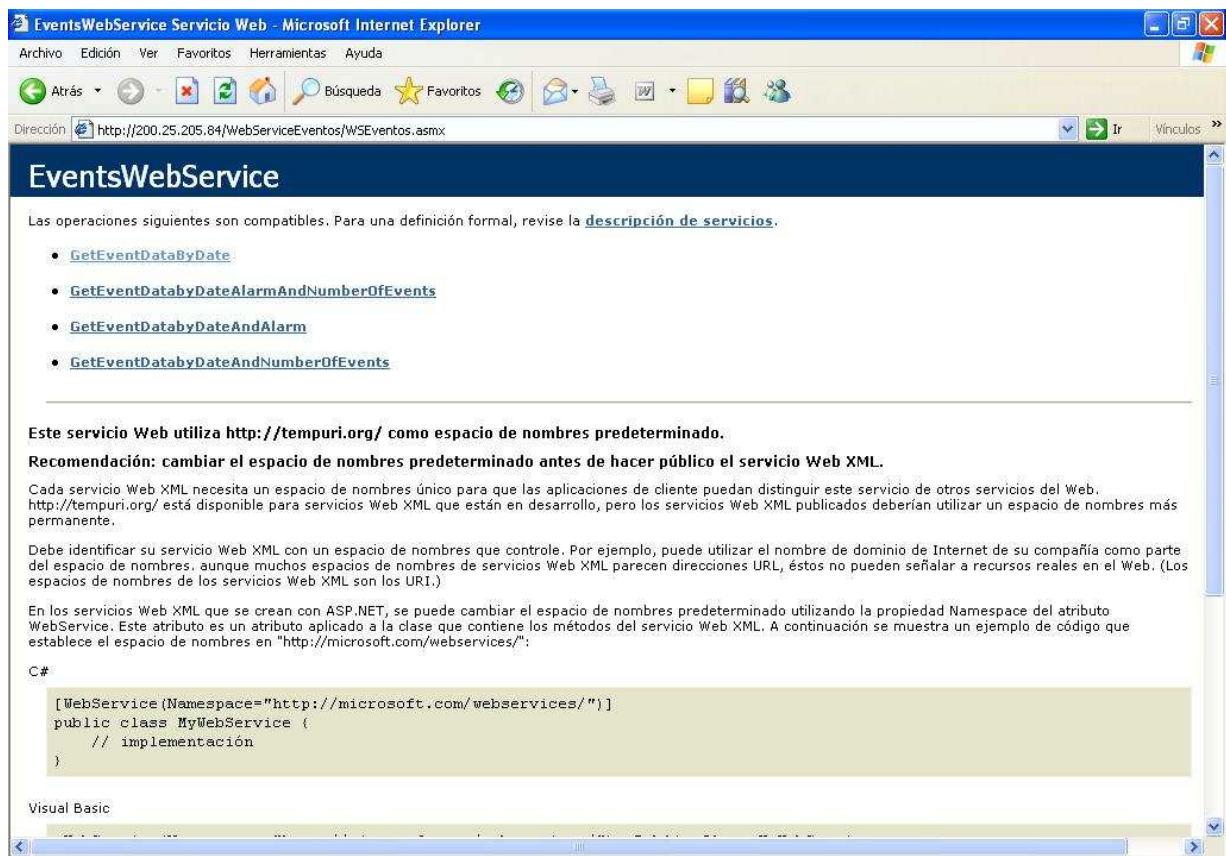 EventsWebService Servicio Web - Microsoft Internet Explorer
Archivo Edición Ver Favoritos Herramientas Ayuda
Atrás Búsqueda Favoritos
Dirección http://200.25.205.84/WebServiceEventos/WSEventos.asmx Ir Vínculos »
EventsWebService
Las operaciones siguientes son compatibles. Para una definición formal, revise la descripción de servicios.
• GetEventDataByDate
• GetEventDatabyDateAlarmAndNumberOfEvents
• GetEventDatabyDateAndAlarm
• GetEventDatabyDateAndNumberOfEvents
Este servicio Web utiliza http://tempuri.org/ como espacio de nombres predeterminado.
Recomendación: cambiar el espacio de nombres predeterminado antes de hacer público el servicio Web XML.
Cada servicio Web XML necesita un espacio de nombres único para que las aplicaciones de cliente puedan distinguir este servicio de otros servicios del Web.
http://tempuri.org/ está disponible para servicios Web XML que están en desarrollo, pero los servicios Web XML publicados deberían utilizar un espacio de nombres más
permanente.
Debe identificar su servicio Web XML con un espacio de nombres que controle. Por ejemplo, puede utilizar el nombre de dominio de Internet de su compañía como parte
del espacio de nombres. aunque muchos espacios de nombres de servicios Web XML parecen direcciones URL, éstos no pueden señalar a recursos reales en el Web. (Los
espacios de nombres de los servicios Web XML son los URI.)
En los servicios Web XML que se crean con ASP.NET, se puede cambiar el espacio de nombres predeterminado utilizando la propiedad Namespace del atributo
WebService. Este atributo es un atributo aplicado a la clase que contiene los métodos del servicio Web XML. A continuación se muestra un ejemplo de código que
establece el espacio de nombres en "http://microsoft.com/webservices/":
C#
[WebService(Namespace="http://microsoft.com/webservices/")]
public class MyWebService {
// implementación
}
Visual Basic